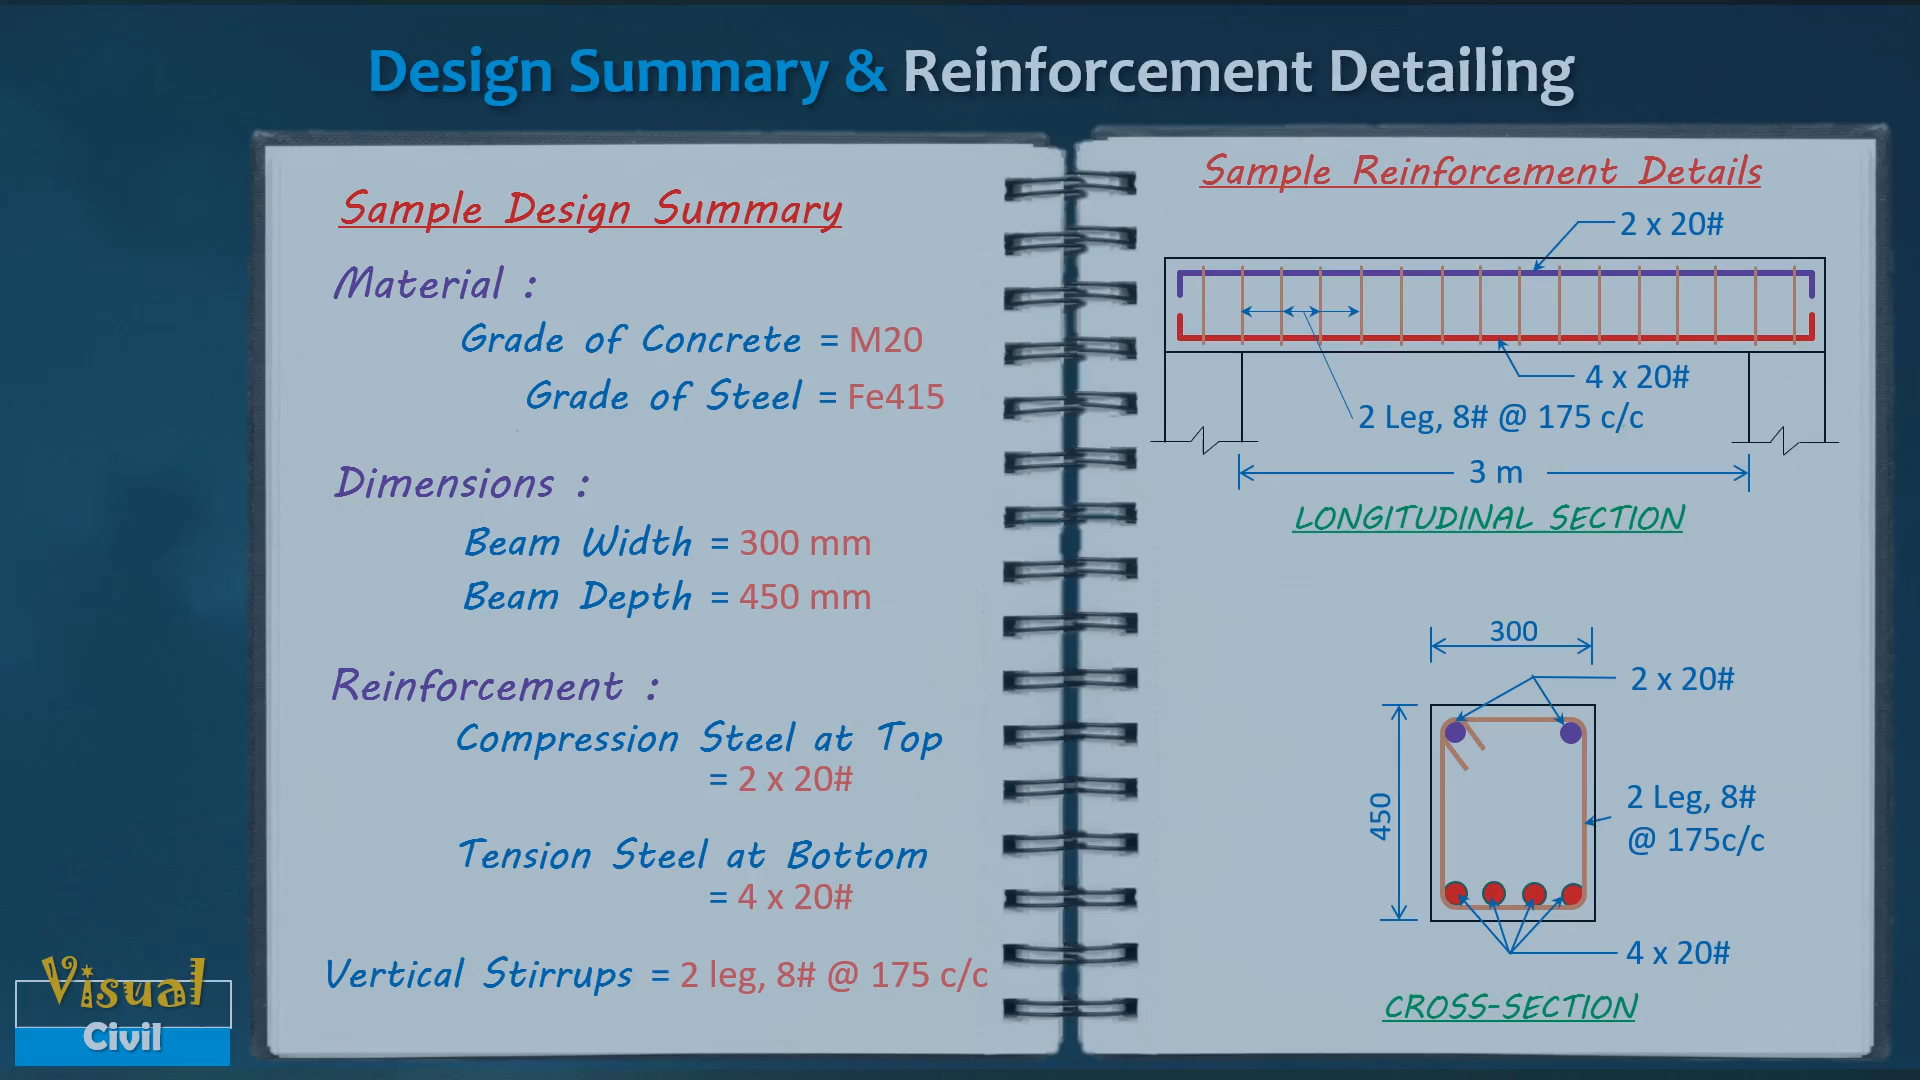 Design Summary & Reinforcement Detailing
Sample Design Summary
Material :
Grade of Concrete = M20
Grade of Steel = Fe415
Dimensions :
Beam Width = 300 mm
Beam Depth = 450 mm
Reinforcement :
Compression Steel at Top
= 2 x 20#
Tension Steel at Bottom
= 4 x 20#
Vertical Stirrups = 2 leg, 8# @ 175 c/c
Sample Reinforcement Details
2 x 20#
4 x 20#
2 Leg, 8# @ 175 c/c
3 m
LONGITUDINAL SECTION
300
2 x 20#
450
2 Leg, 8#
@ 175c/c
4 x 20#
CROSS-SECTION
Visual
Civil